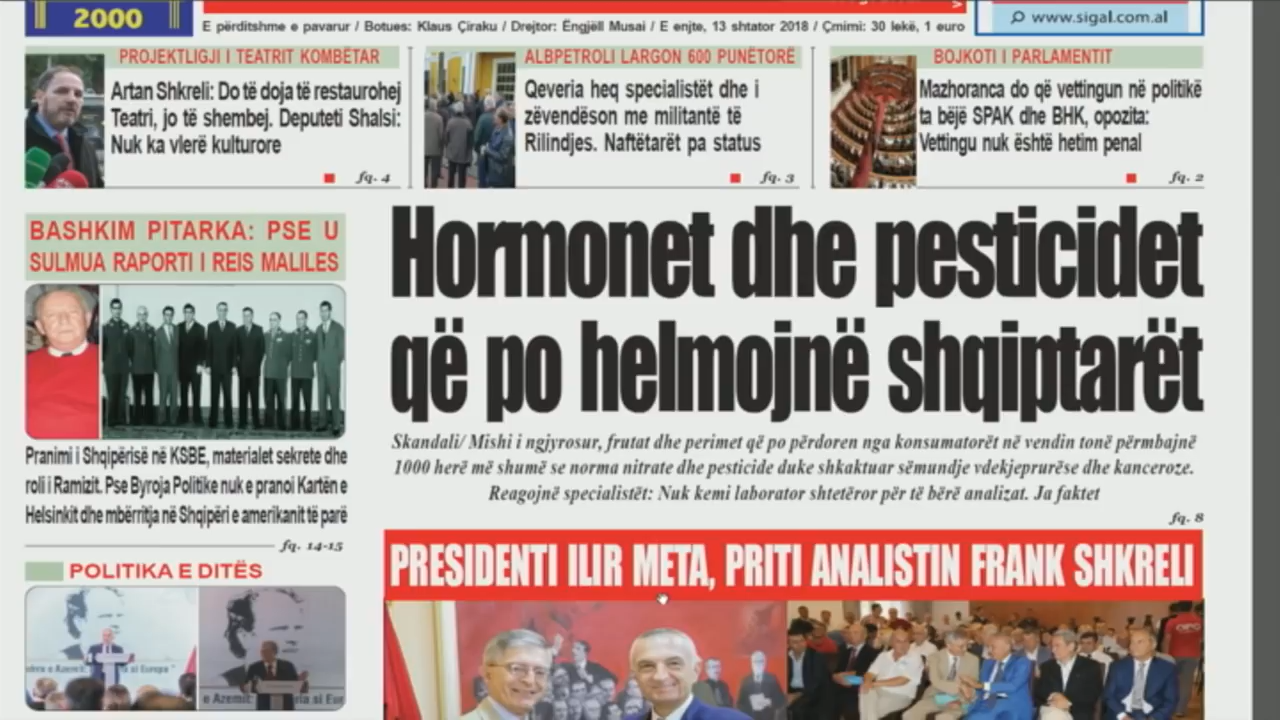 2000
E përditshme e pavarur / Botues: Klaus Çiraku / Drejtor: Ëngjëll Musai / E enjte, 13 shtator 2018 / Çmimi: 30 lekë, 1 euro
www.sigal.com.al
PROJEKTLIGJI I TEATRIT KOMBËTAR
Artan Shkreli: Do të doja të restaurohej
Teatri, jo të shembej. Deputeti Shalsi:
Nuk ka vlerë kulturore
fq. 4
ALBPETROLI LARGON 600 PUNËTORË
Qeveria heq specialistët dhe i
zëvendëson me militantë të
Rilindjes. Naftëtarët pa status
fq. 3
BOJKOTI I PARLAMENTIT
Mazhoranca do që vettingun në politikë
ta bëjë SPAK dhe BHK, opozita:
Vettingu nuk është hetim penal
fq. 2
BASHKIM PITARKA: PSE U
SULMUA RAPORTI I REIS MALILES
Pranimi i Shqipërisë në KSBE, materialet sekrete dhe
roli i Ramizit. Pse Byroja Politike nuk e pranoi Kartën e
Helsinkit dhe mbërritja në Shqipëri e amerikanit të parë
fq. 14-15
POLITIKA E DITËS
e Azemit:
si Europa "
e Azemit:
ria si Eur
Hormonet dhe pesticidet
që po helmojnë shqiptarët
Skandali/ Mishi i ngjyrosur, frutat dhe perimet që po përdoren nga konsumatorët në vendin tonë përmbajnë
1000 herë më shumë se norma nitrate dhe pesticide duke shkaktuar sëmundje vdekjeprurëse dhe kanceroze.
Reagojnë specialistët: Nuk kemi laborator shtetëror për të bërë analizat. Ja faktet
fq. 8
PRESIDENTI ILIR META, PRITI ANALISTIN FRANK SHKRELI